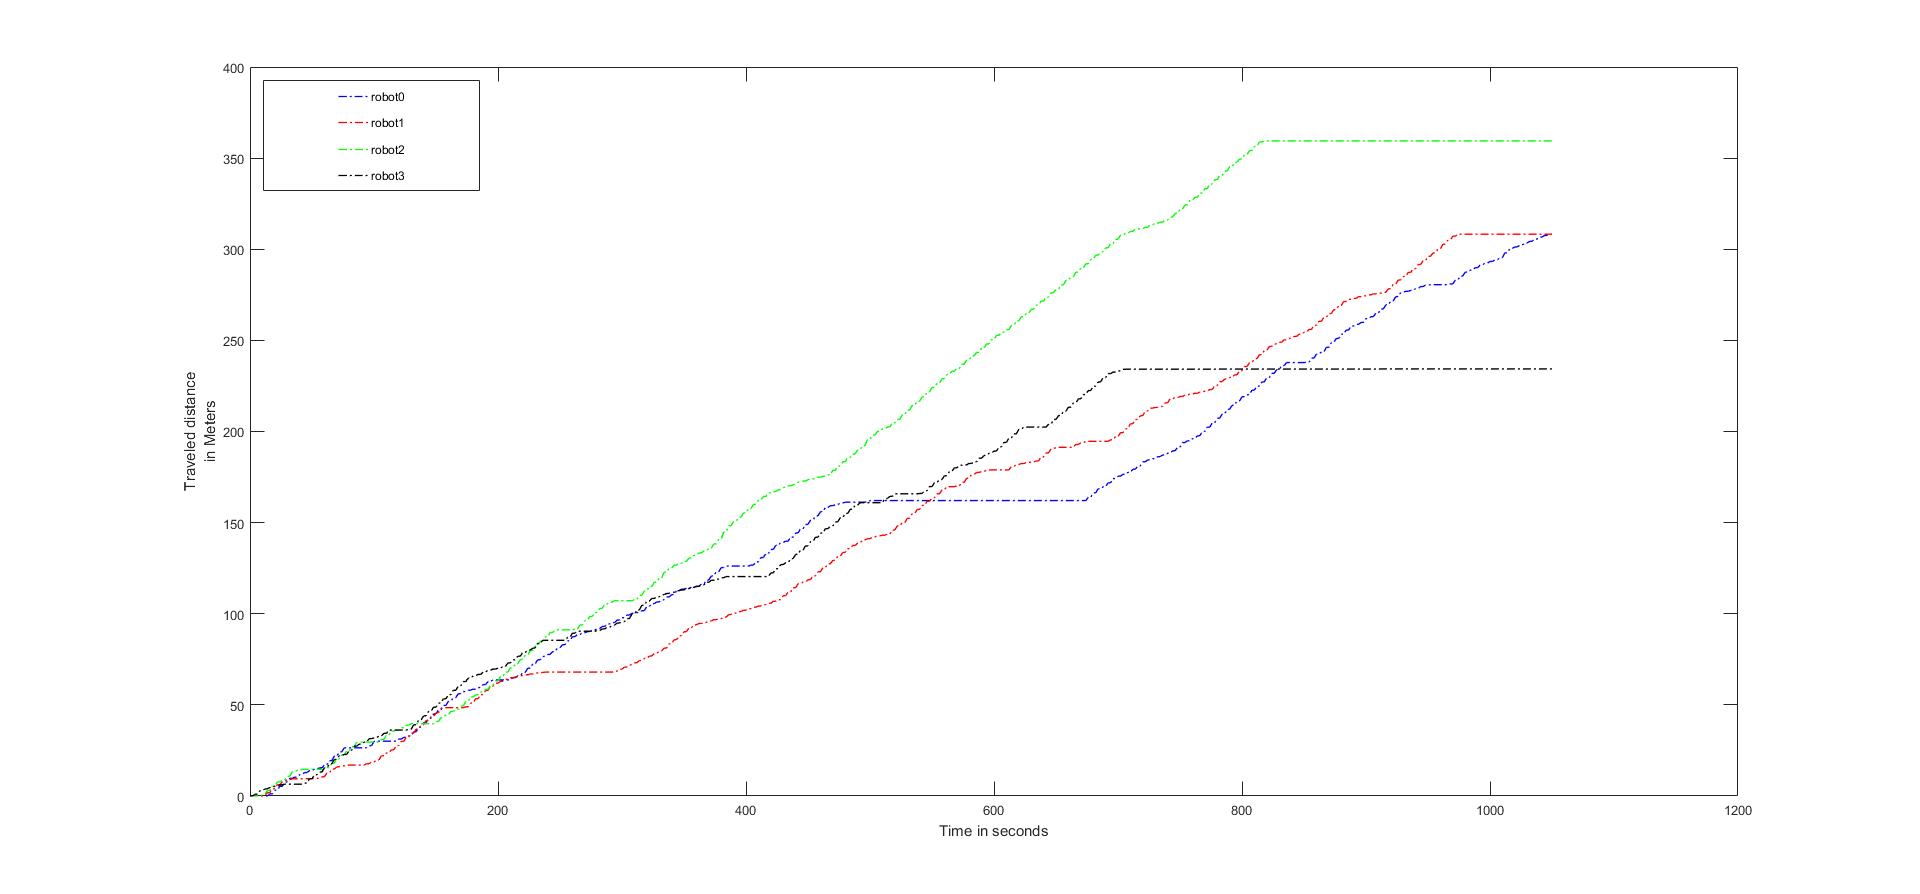 400
350
300
250
200
150
100
50
0
robot0
robot1
robot2
robot3
Traveled distance
in Meters
0 200 400 600 800 1000 1200
Time in seconds